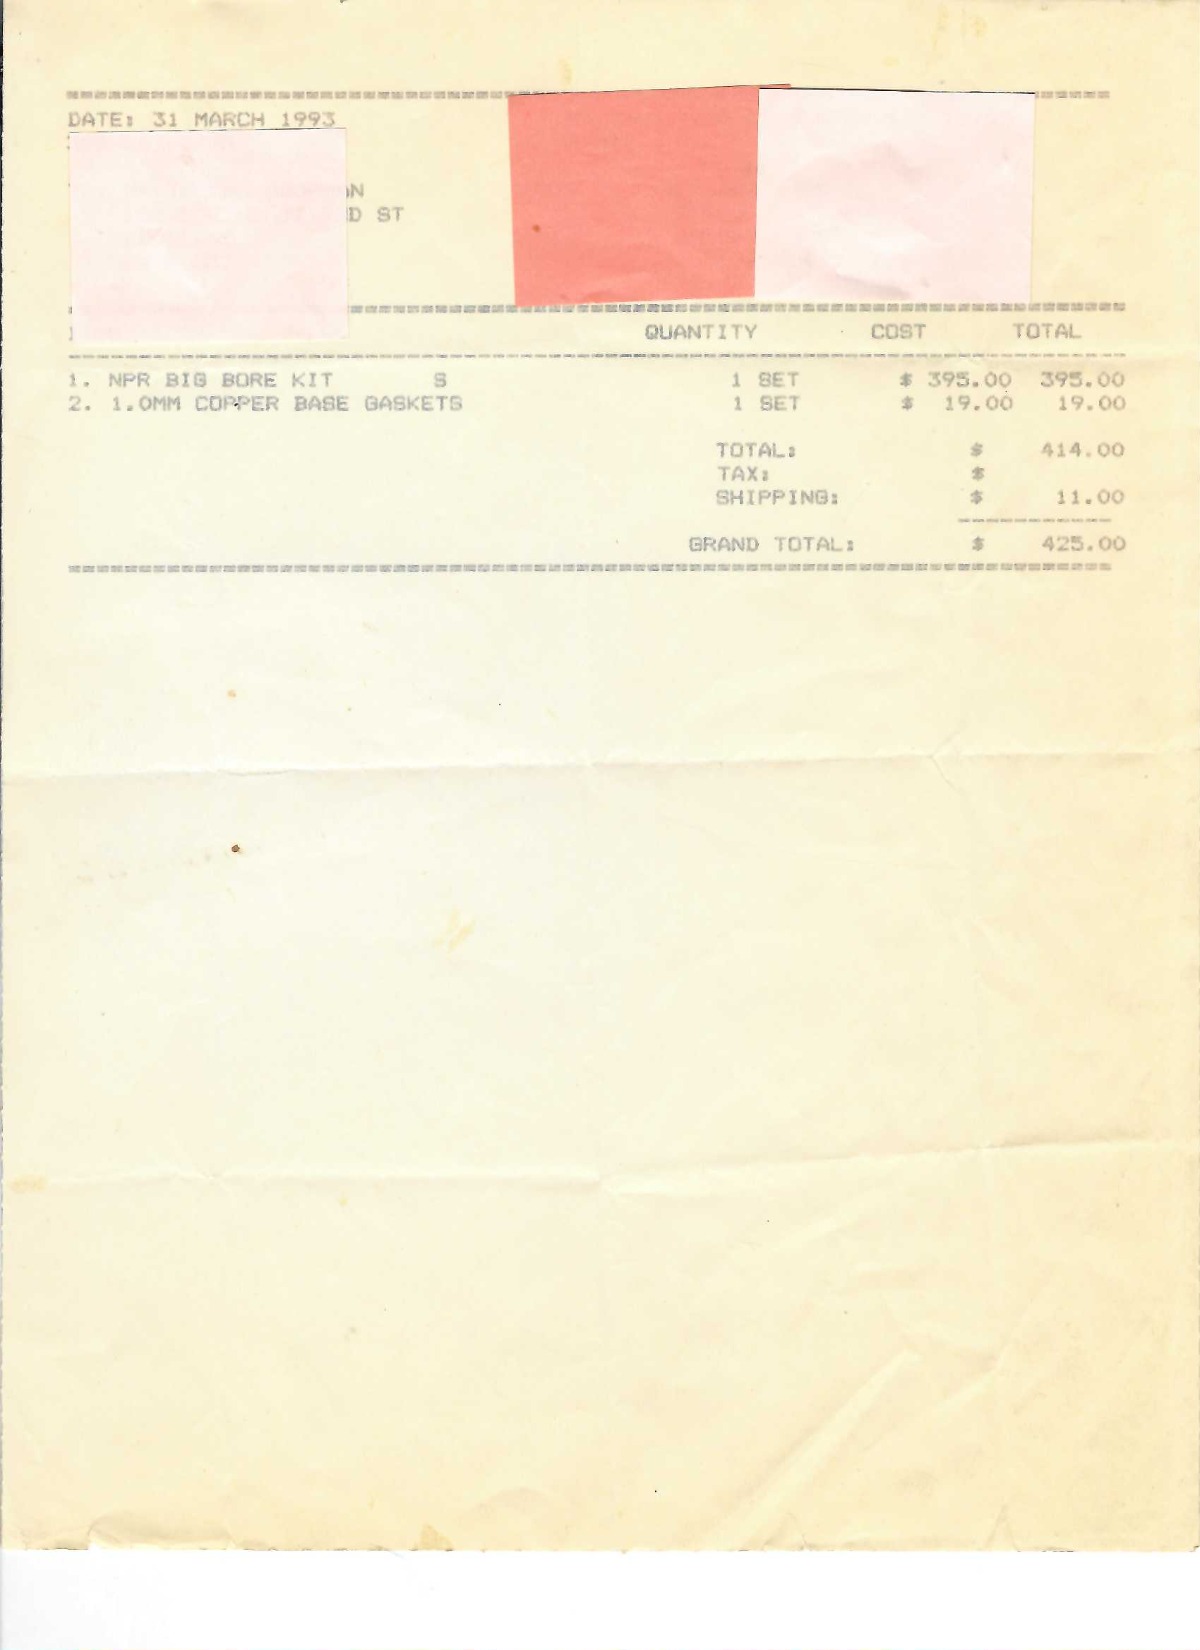 DATE: 31 MARCH 1993
D ST
QUANTITY COST TOTAL
1. NPR BIG BORE KIT S 1 SET $ 395.00 395.00
2. 1.0MM COPPER BASE GASKETS 1 SET $ 19.00 19.00
TOTAL: $ 414.00
TAX: $
SHIPPING: $ 11.00
GRAND TOTAL: $ 425.00